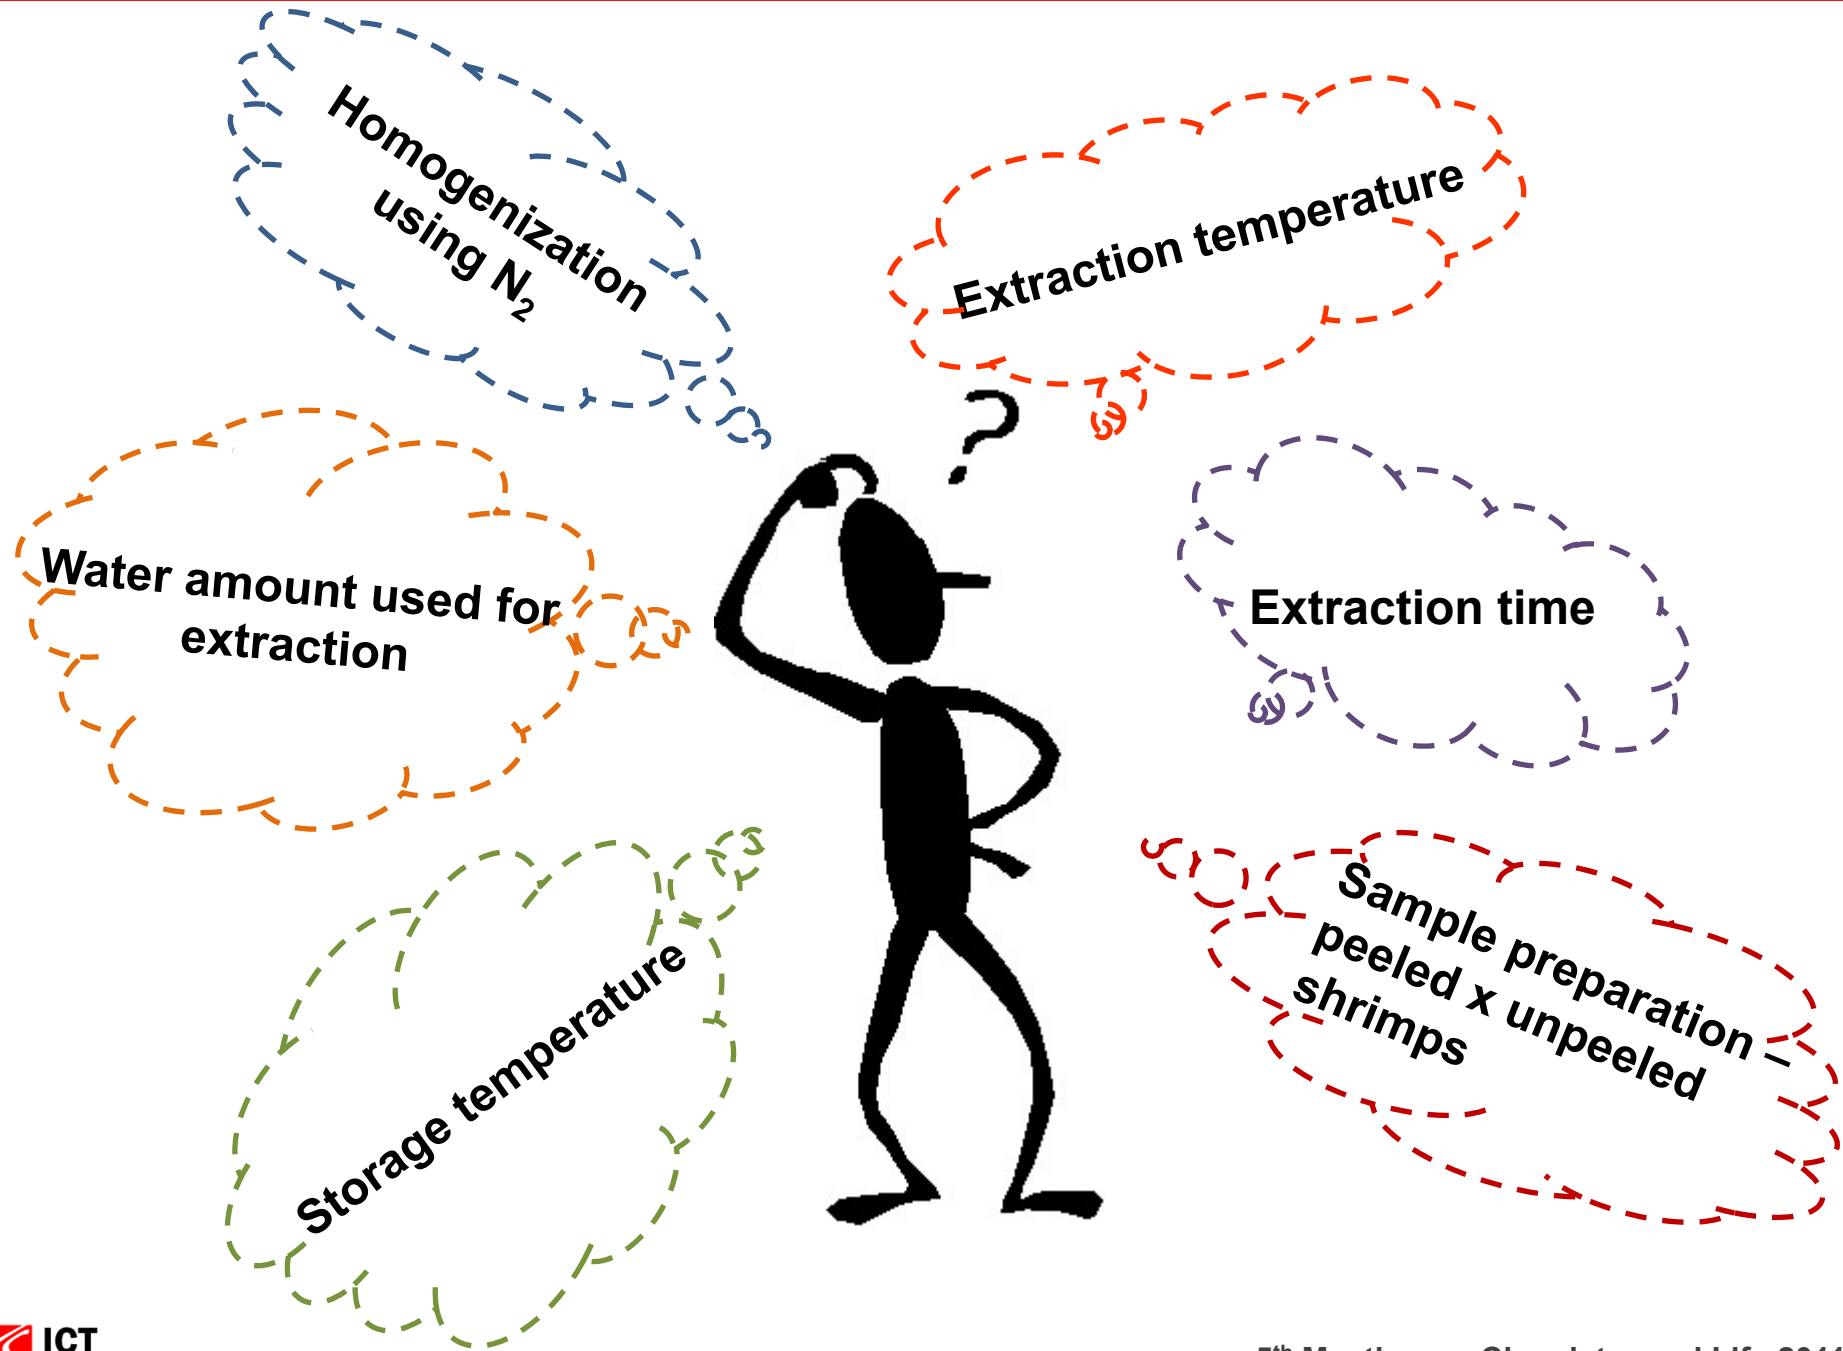 Homogenization
using N₂
Extraction temperature
?
Water amount used for
extraction
Extraction time
Storage temperature
Sample preparation –
peeled x unpeeled
shrimps
ICT